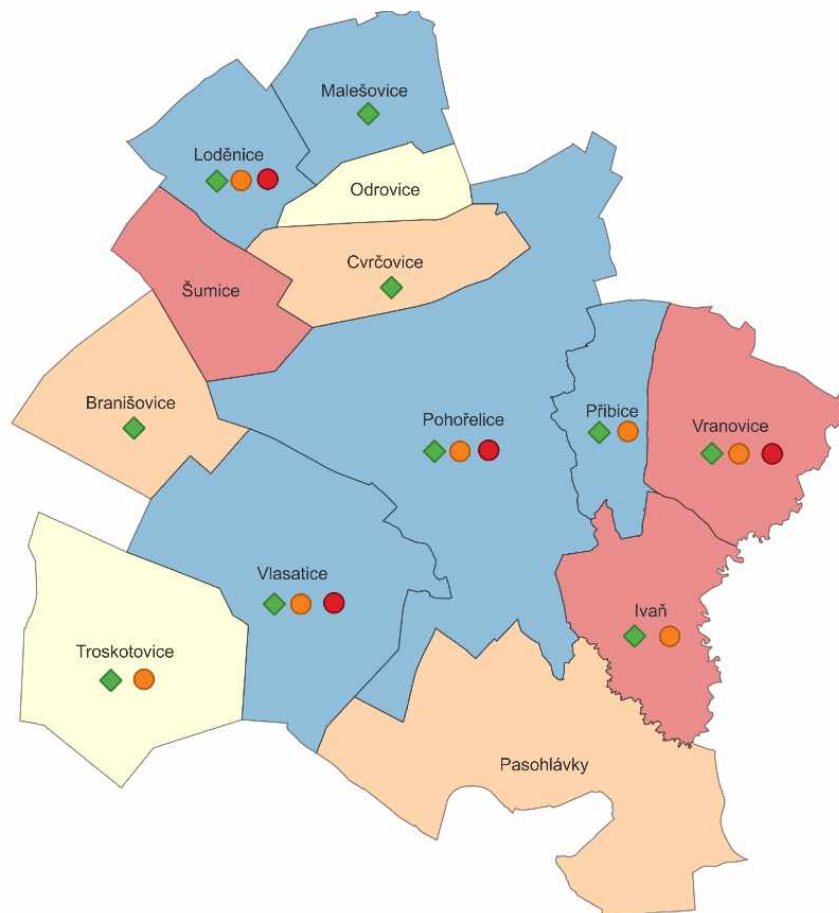 Malešovice
Loděnice
Odrovice
Cvrčovice
Šumice
Branišovice
Pohořelice
Přibice
Vranovice
Vlasatice
Ivaň
Troskotovice
Pasohlávky